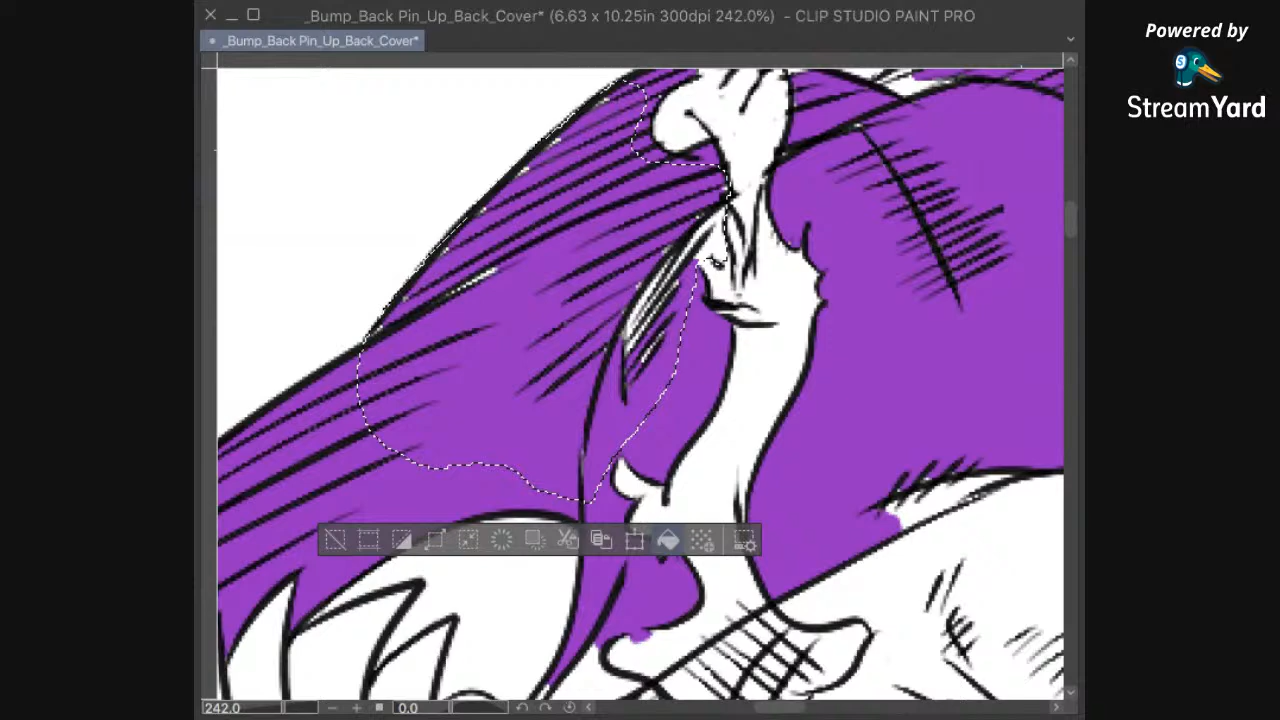 _Bump_Back Pin_Up_Back_Cover* (6.63 x 10.25in 300dpi 242.0%) - CLIP STUDIO PAINT PRO
_Bump_Back Pin_Up_Back_Cover*
Powered by
StreamYard
242.0
0.0